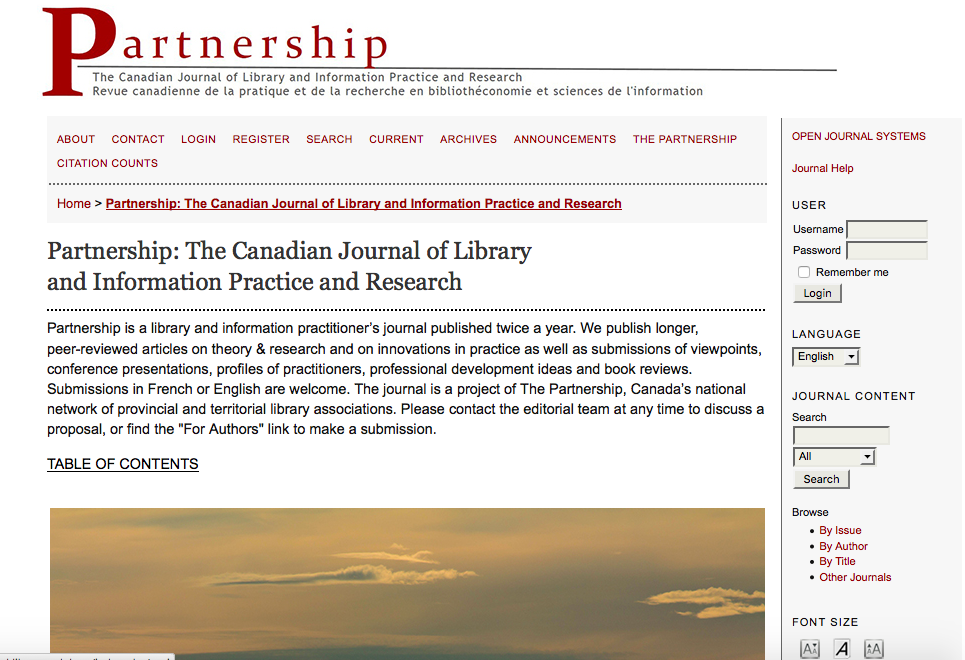 Partnership
The Canadian Journal of Library and Information Practice and Research
Revue canadienne de la pratique et de la recherche en bibliothéconomie et sciences de l'information
ABOUT CONTACT LOGIN REGISTER SEARCH CURRENT ARCHIVES ANNOUNCEMENTS THE PARTNERSHIP
CITATION COUNTS
Home > Partnership: The Canadian Journal of Library and Information Practice and Research
Partnership: The Canadian Journal of Library
and Information Practice and Research
Partnership is a library and information practitioner's journal published twice a year. We publish longer,
peer-reviewed articles on theory & research and on innovations in practice as well as submissions of viewpoints,
conference presentations, profiles of practitioners, professional development ideas and book reviews.
Submissions in French or English are welcome. The journal is a project of The Partnership, Canada's national
network of provincial and territorial library associations. Please contact the editorial team at any time to discuss a
proposal, or find the "For Authors" link to make a submission.
TABLE OF CONTENTS
OPEN JOURNAL SYSTEMS
Journal Help
USER
Username
Password
Remember me
Login
LANGUAGE
English
JOURNAL CONTENT
Search
All
Search
Browse
By Issue
By Author
By Title
Other Journals
FONT SIZE